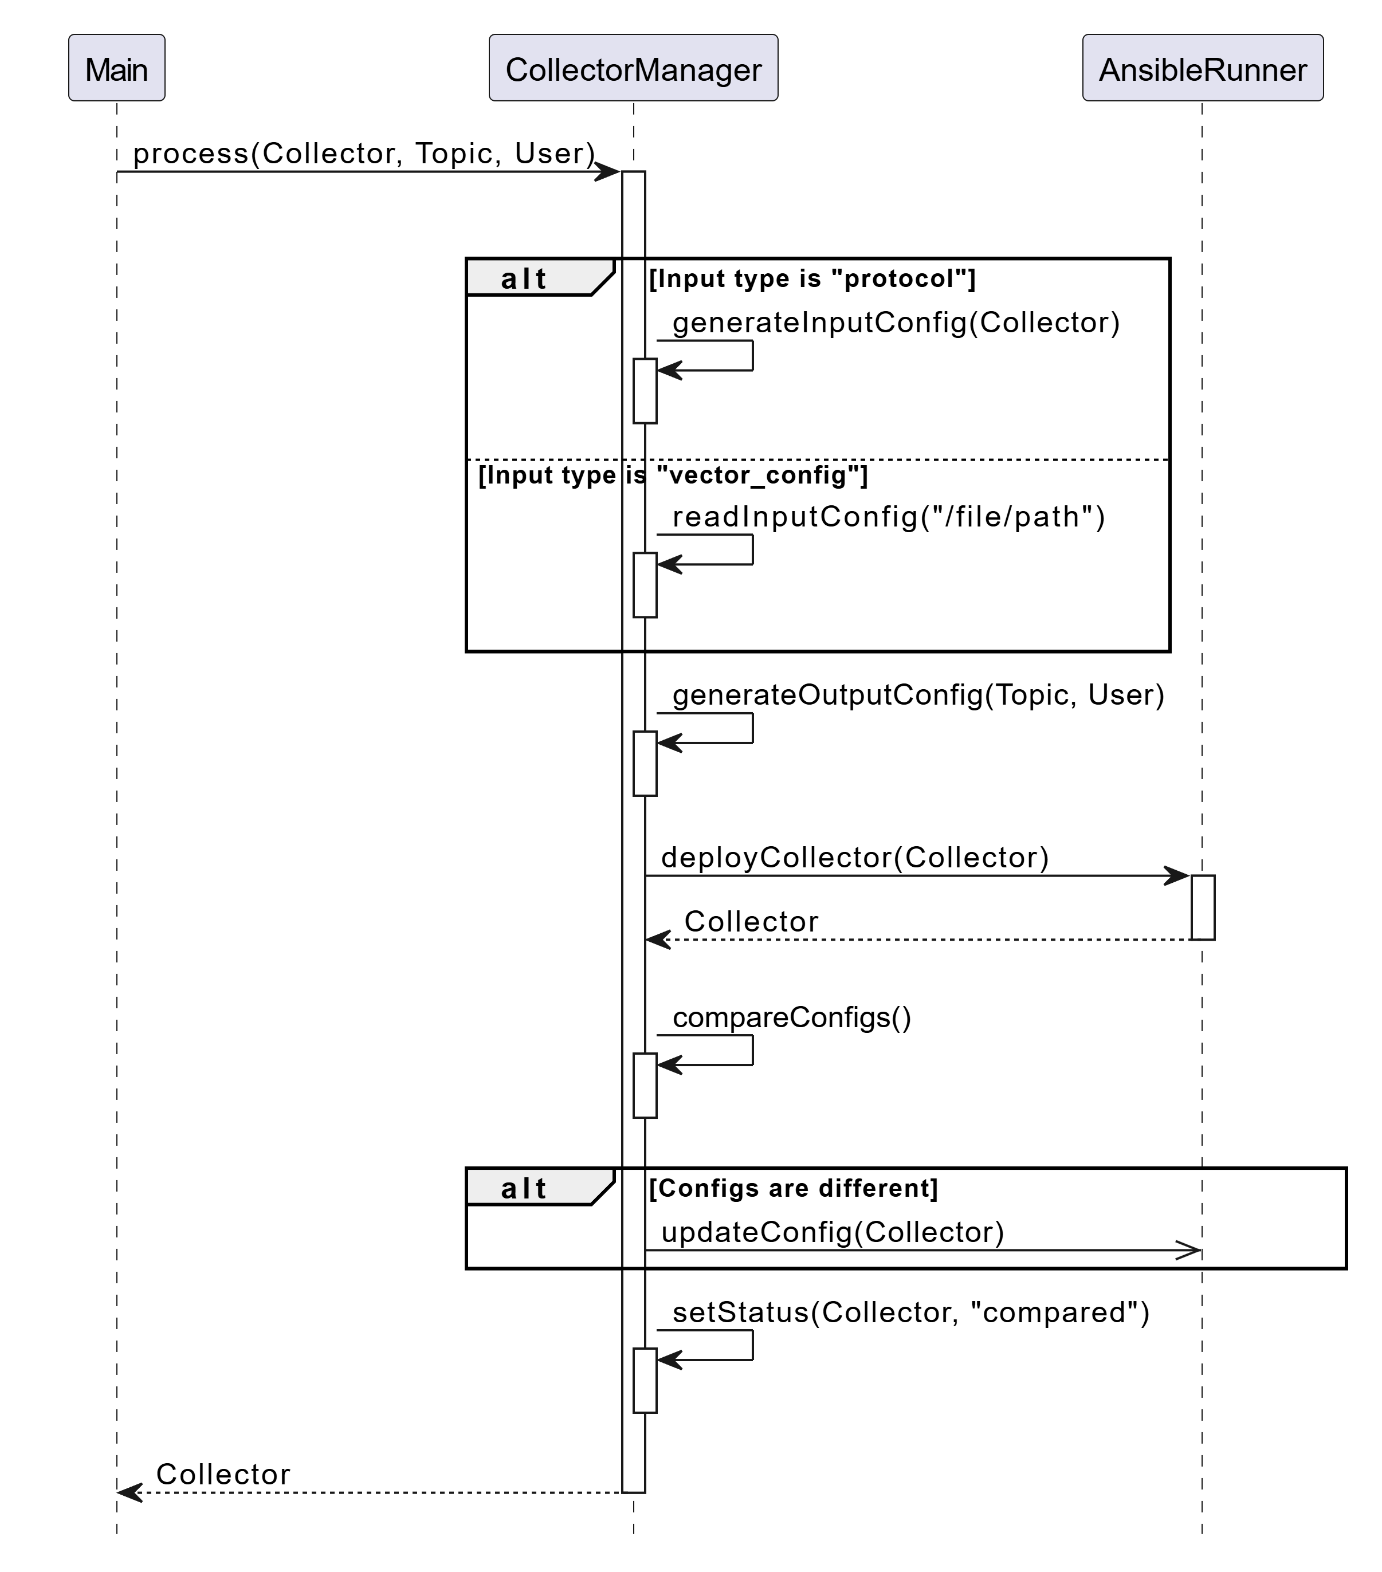 Main
CollectorManager
AnsibleRunner
process(Collector, Topic, User)
alt
[Input type is "protocol"]
generateInputConfig(Collector)
[Input type is "vector_config"]
readInputConfig("/file/path")
generateOutputConfig(Topic, User)
deployCollector(Collector)
Collector
compareConfigs()
alt
[Configs are different]
updateConfig(Collector)
setStatus(Collector, "compared")
Collector